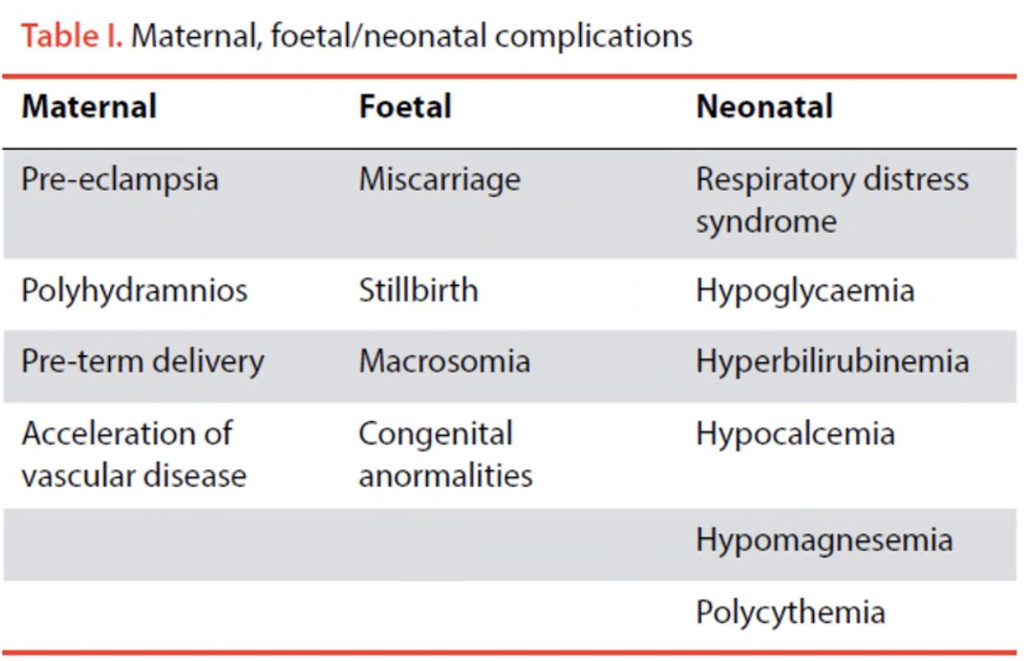 Table I. Maternal, foetal/neonatal complications
Maternal Foetal Neonatal
Pre-eclampsia Miscarriage Respiratory distress
syndrome
Polyhydramnios Stillbirth Hypoglycaemia
Pre-term delivery Macrosomia Hyperbilirubinemia
Acceleration of Congenital Hypocalcemia
vascular disease anormalities
Hypomagnesemia
Polycythemia